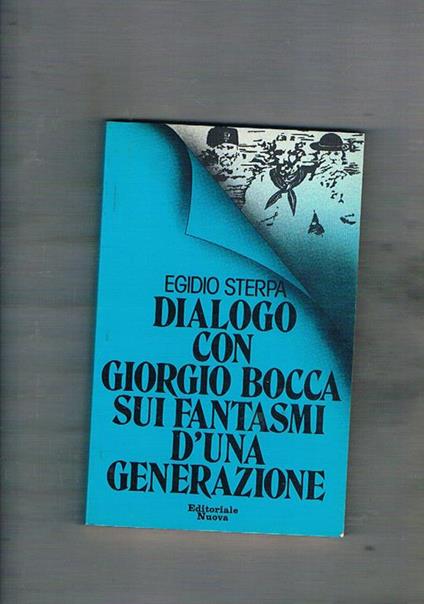 EGIDIO STERPA
DIALOGO
CON
GIORGIO BOCCA
SUI FANTASMI
D'UNA
GENERAZIONE
Editoriale
Nuova